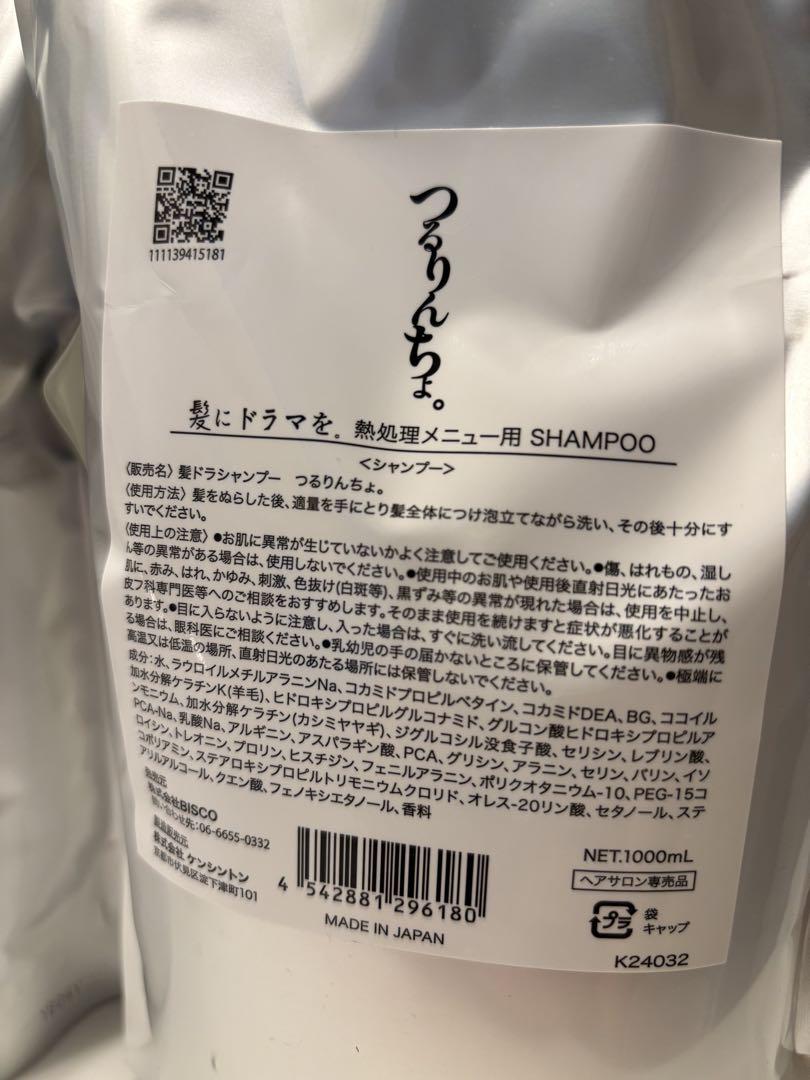 111139415181
つるりんちょ。
髪にドラマを。熱処理メニュー用 SHAMPOO
<シャンプー>
〈販売名〉髪ドラシャンプー つるりんちょ。
〈使用方法〉髪をぬらした後、適量を手にとり髪全体につけ泡立てながら洗い、その後十分にす
すいでください。
〈使用上の注意〉●お肌に異常が生じていないかよく注意してご使用ください。●傷、はれもの、湿し
ん等の異常がある場合は、使用しないでください。●使用中のお肌や使用後直射日光にあたったお
肌に、赤み、はれ、かゆみ、刺激、色抜け(白斑等)、黒ずみ等の異常が現れた場合は、使用を中止し、
皮フ科専門医等へのご相談をおすすめします。そのまま使用を続けますと症状が悪化することが
あります。●目に入らないように注意し、入った場合は、すぐに洗い流してください。目に異物感が残
る場合は、眼科医にご相談ください。●乳幼児の手の届かないところに保管してください。●極端に
高温又は低温の場所、直射日光のあたる場所には保管しないでください。
成分:水、ラウロイルメチルアラニンNa、コカミドプロピルベタイン、コカミドDEA、BG、ココイル
加水分解ケラチンK(羊毛)、ヒドロキシプロピルグルコナミド、グルコン酸ヒドロキシプロピルア
ンモニウム、加水分解ケラチン(カシミヤヤギ)、ジグルコシル没食子酸、セリシン、レブリン酸、
PCA-Na、乳酸Na、アルギニン、アスパラギン酸、PCA、グリシン、アラニン、セリン、バリン、イソ
ロイシン、トレオニン、プロリン、ヒスチジン、フェニルアラニン、ポリクオタニウム-10、PEG-15コ
コポリアミン、ステアロキシプロピルトリモニウムクロリド、オレス-20リン酸、セタノール、ステ
アリルアルコール、クエン酸、フェノキシエタノール、香料
発売元
株式会社BISCO
問い合わせ先:06-6655-0332
製造販売元
株式会社 ケンシントン
京都市伏見区淀下津町101
4 542881 296180
MADE IN JAPAN
NET.1000mL
ヘアサロン専売品
プラ
袋
キャップ
K24032